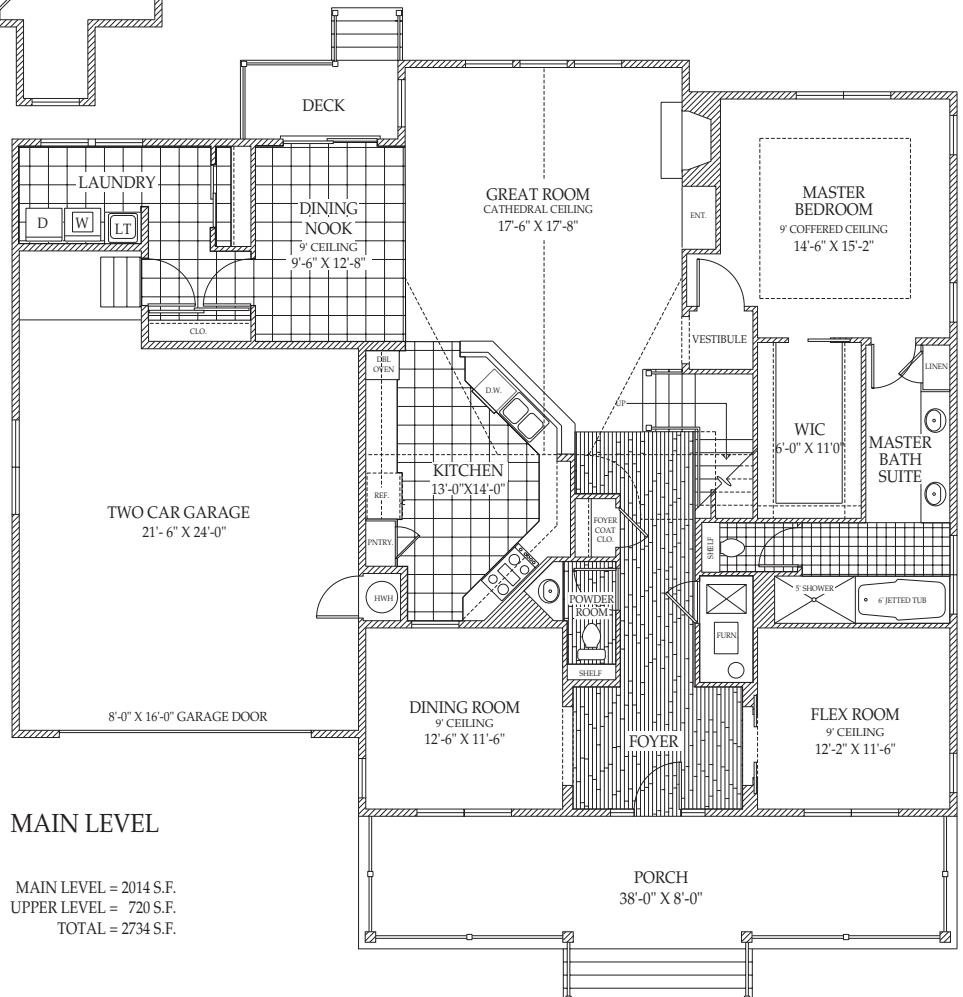 DECK
LAUNDRY
D
W
LT
DINING
NOOK
9' CEILING
9'-6" X 12'-8"
CLO.
GREAT ROOM
CATHEDRAL CEILING
17'-6" X 17'-8"
ENT.
MASTER
BEDROOM
9' COFFERED CEILING
14'-6" X 15'-2"
VESTIBULE
LINEN
UP
WIC
6'-0" X 11'0"
MASTER
BATH
SUITE
DBL
OVEN
D.W.
KITCHEN
13'-0"X14'-0"
REF.
PNTRY.
TWO CAR GARAGE
21'- 6" X 24'-0"
HWH
FOYER
COAT
CLO.
SHELF
5' SHOWER
6' JETTED TUB
POWDER
ROOM
SHELF
FURN.
8'-0" X 16'-0" GARAGE DOOR
DINING ROOM
9' CEILING
12'-6" X 11'-6"
FOYER
FLEX ROOM
9' CEILING
12'-2" X 11'-6"
PORCH
38'-0" X 8'-0"
MAIN LEVEL
MAIN LEVEL = 2014 S.F.
UPPER LEVEL = 720 S.F.
TOTAL = 2734 S.F.